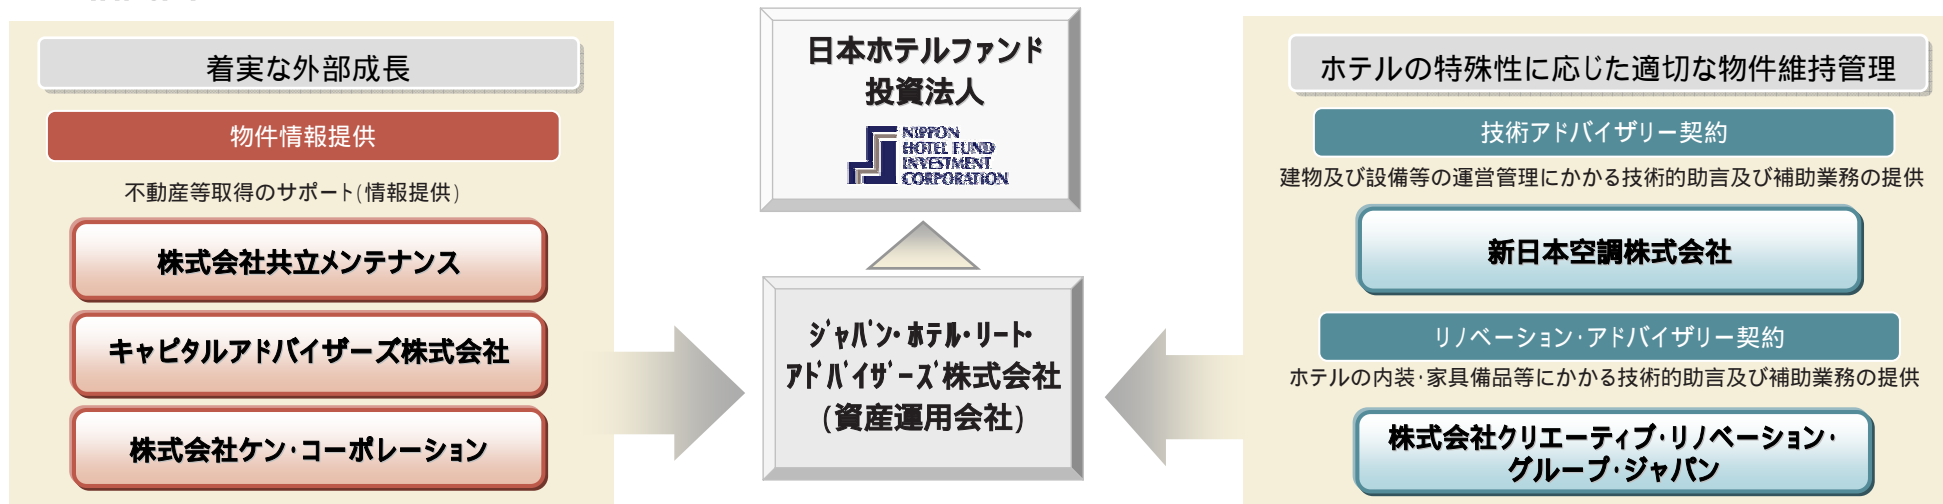 着実な外部成長
物件情報提供
不動産等取得のサポート(情報提供)
株式会社共立メンテナンス
キャピタルアドバイザーズ株式会社
株式会社ケン・コーポレーション
日本ホテルファンド
投資法人
NIPPON
HOTEL FUND
INVESTMENT
CORPORATION
ジャパン・ホテル・リート・
アドバイザーズ株式会社
(資産運用会社)
ホテルの特殊性に応じた適切な物件維持管理
技術アドバイザリー契約
建物及び設備等の運営管理にかかる技術的助言及び補助業務の提供
新日本空調株式会社
リノベーション・アドバイザリー契約
ホテルの内装・家具備品等にかかる技術的助言及び補助業務の提供
株式会社クリエーティブ・リノベーション・
グループ・ジャパン